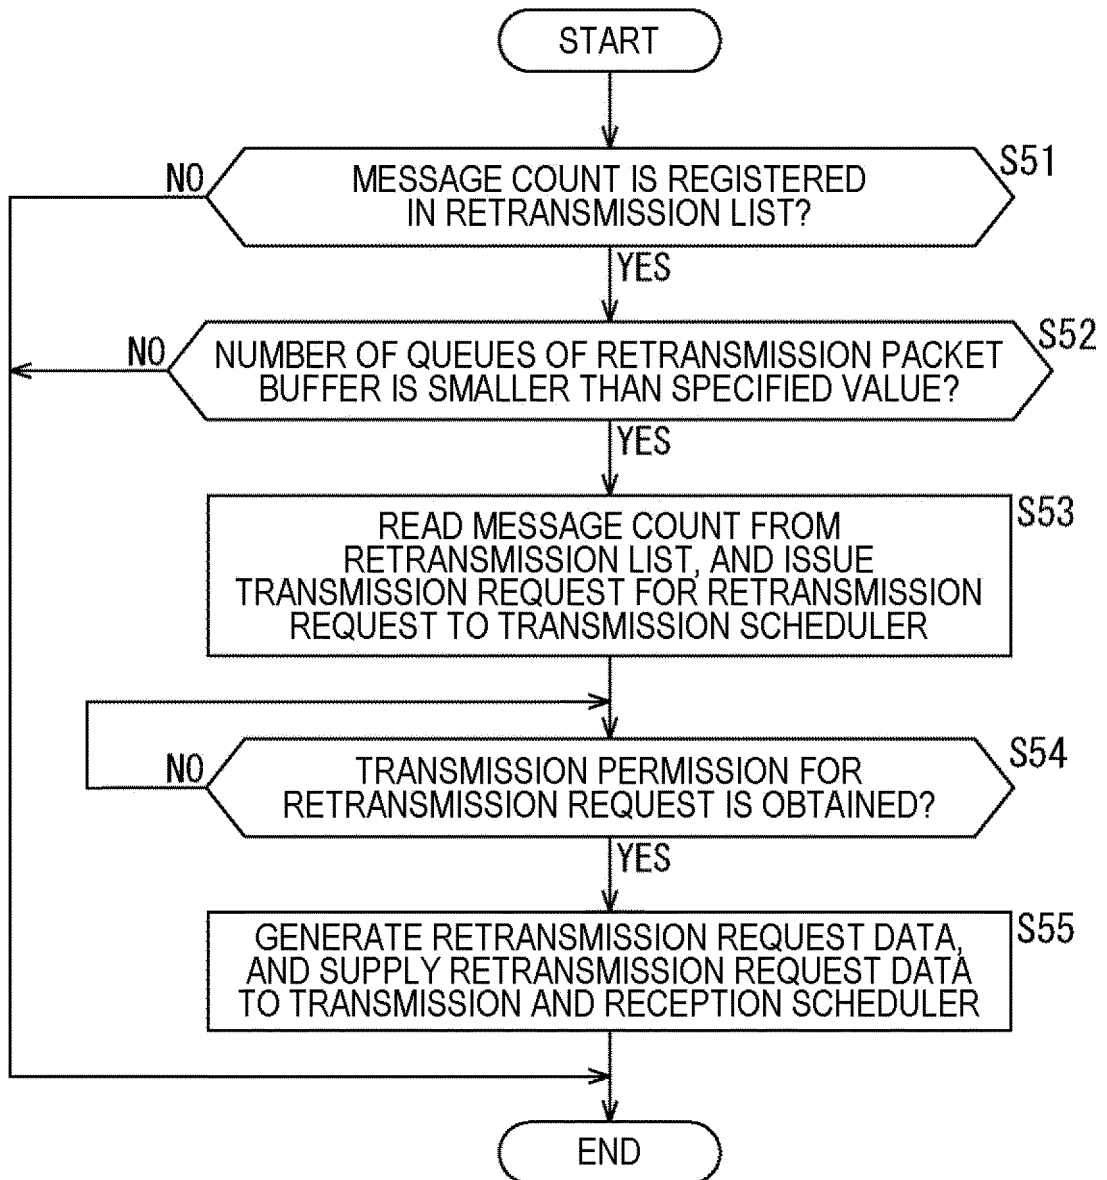 START
S51
NO
MESSAGE COUNT IS REGISTERED
IN RETRANSMISSION LIST?
YES
S52
NO
NUMBER OF QUEUES OF RETRANSMISSION PACKET
BUFFER IS SMALLER THAN SPECIFIED VALUE?
YES
S53
READ MESSAGE COUNT FROM
RETRANSMISSION LIST, AND ISSUE
TRANSMISSION REQUEST FOR RETRANSMISSION
REQUEST TO TRANSMISSION SCHEDULER
S54
NO
TRANSMISSION PERMISSION FOR
RETRANSMISSION REQUEST IS OBTAINED?
YES
S55
GENERATE RETRANSMISSION REQUEST DATA,
AND SUPPLY RETRANSMISSION REQUEST DATA
TO TRANSMISSION AND RECEPTION SCHEDULER
END